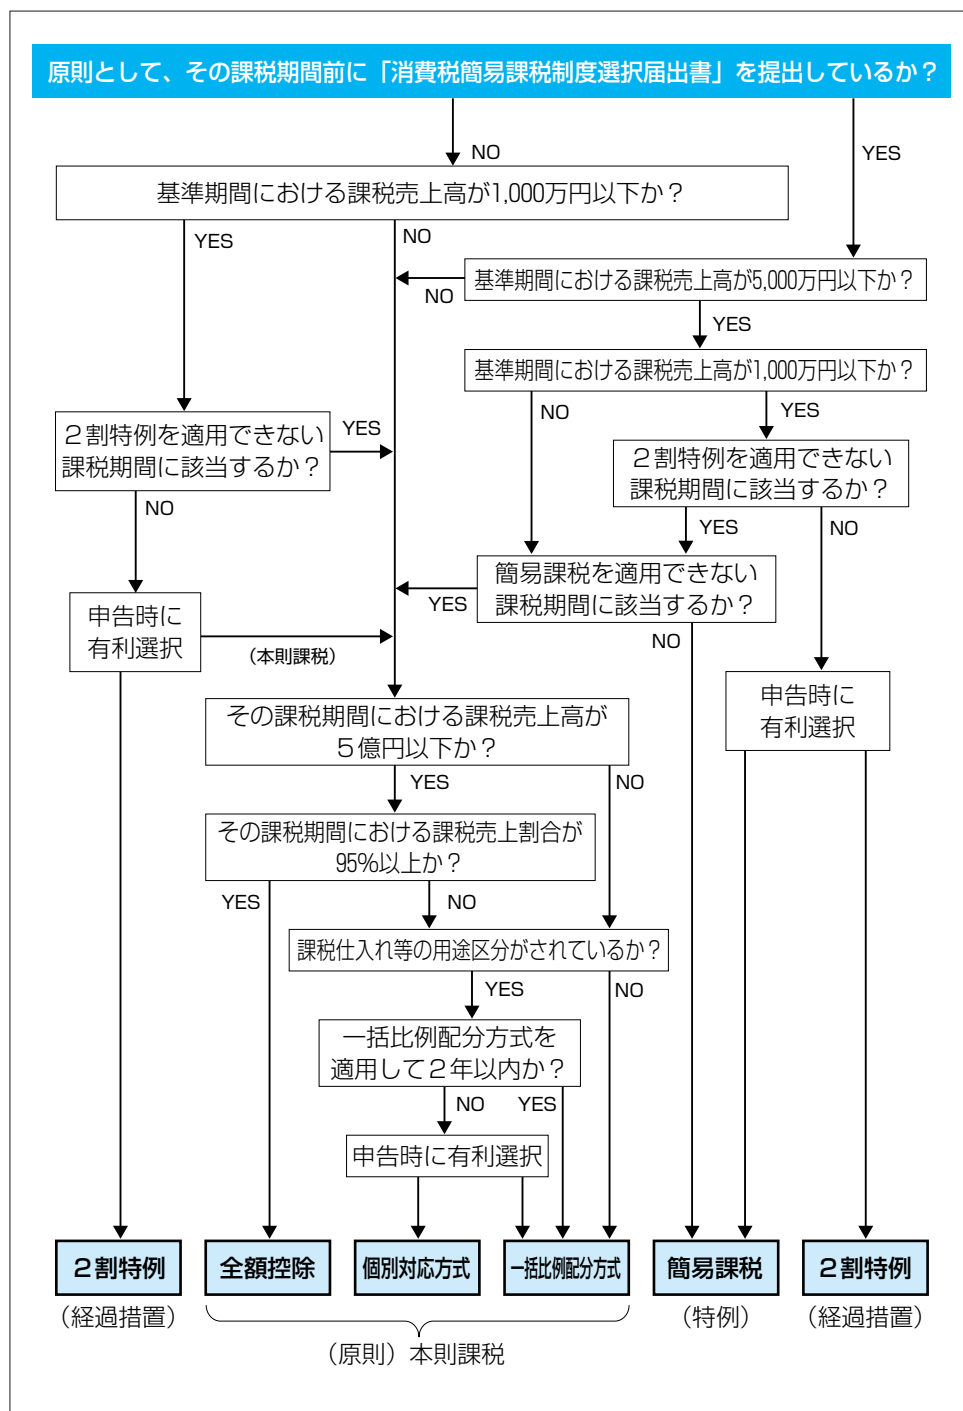 原則として、その課税期間前に「消費税簡易課税制度選択届出書」を提出しているか？
NO
YES
基準期間における課税売上高が1,000万円以下か？
YES
NO
基準期間における課税売上高が5,000万円以下か？
NO
YES
基準期間における課税売上高が1,000万円以下か？
NO
YES
２割特例を適用できない
課税期間に該当するか？
YES
NO
２割特例を適用できない
課税期間に該当するか？
YES
NO
簡易課税を適用できない
課税期間に該当するか？
YES
NO
申告時に
有利選択
（本則課税）
申告時に
有利選択
その課税期間における課税売上高が
５億円以下か？
YES
NO
その課税期間における課税売上割合が
95%以上か？
YES
NO
課税仕入れ等の用途区分がされているか？
YES
NO
一括比例配分方式を
適用して２年以内か？
NO
YES
申告時に有利選択
２割特例
全額控除
個別対応方式
一括比例配分方式
簡易課税
２割特例
（経過措置）
（特例）
（経過措置）
（原則）本則課税